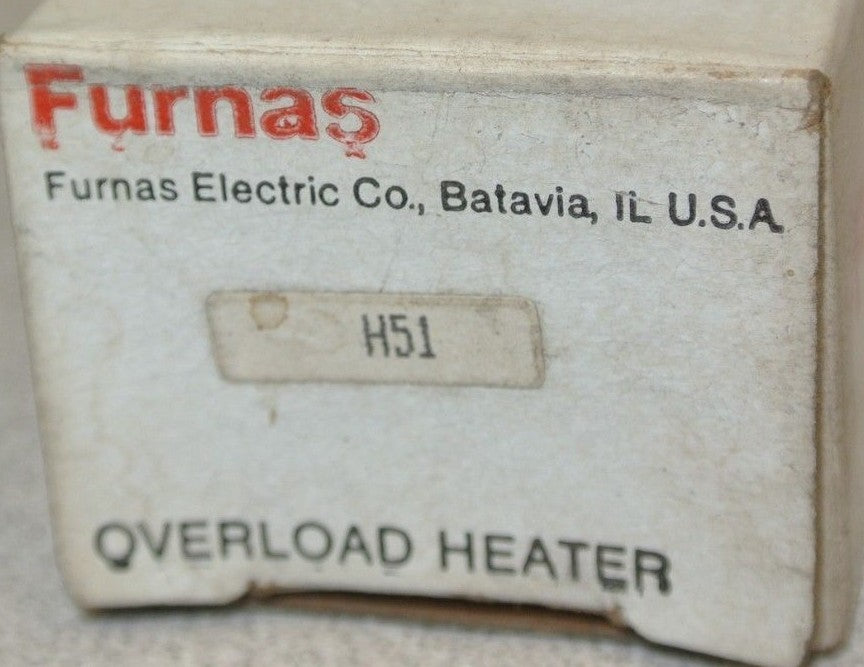 Furnas
Furnas Electric Co., Batavia, IL U.S.A
H51
OVERLOAD HEATER